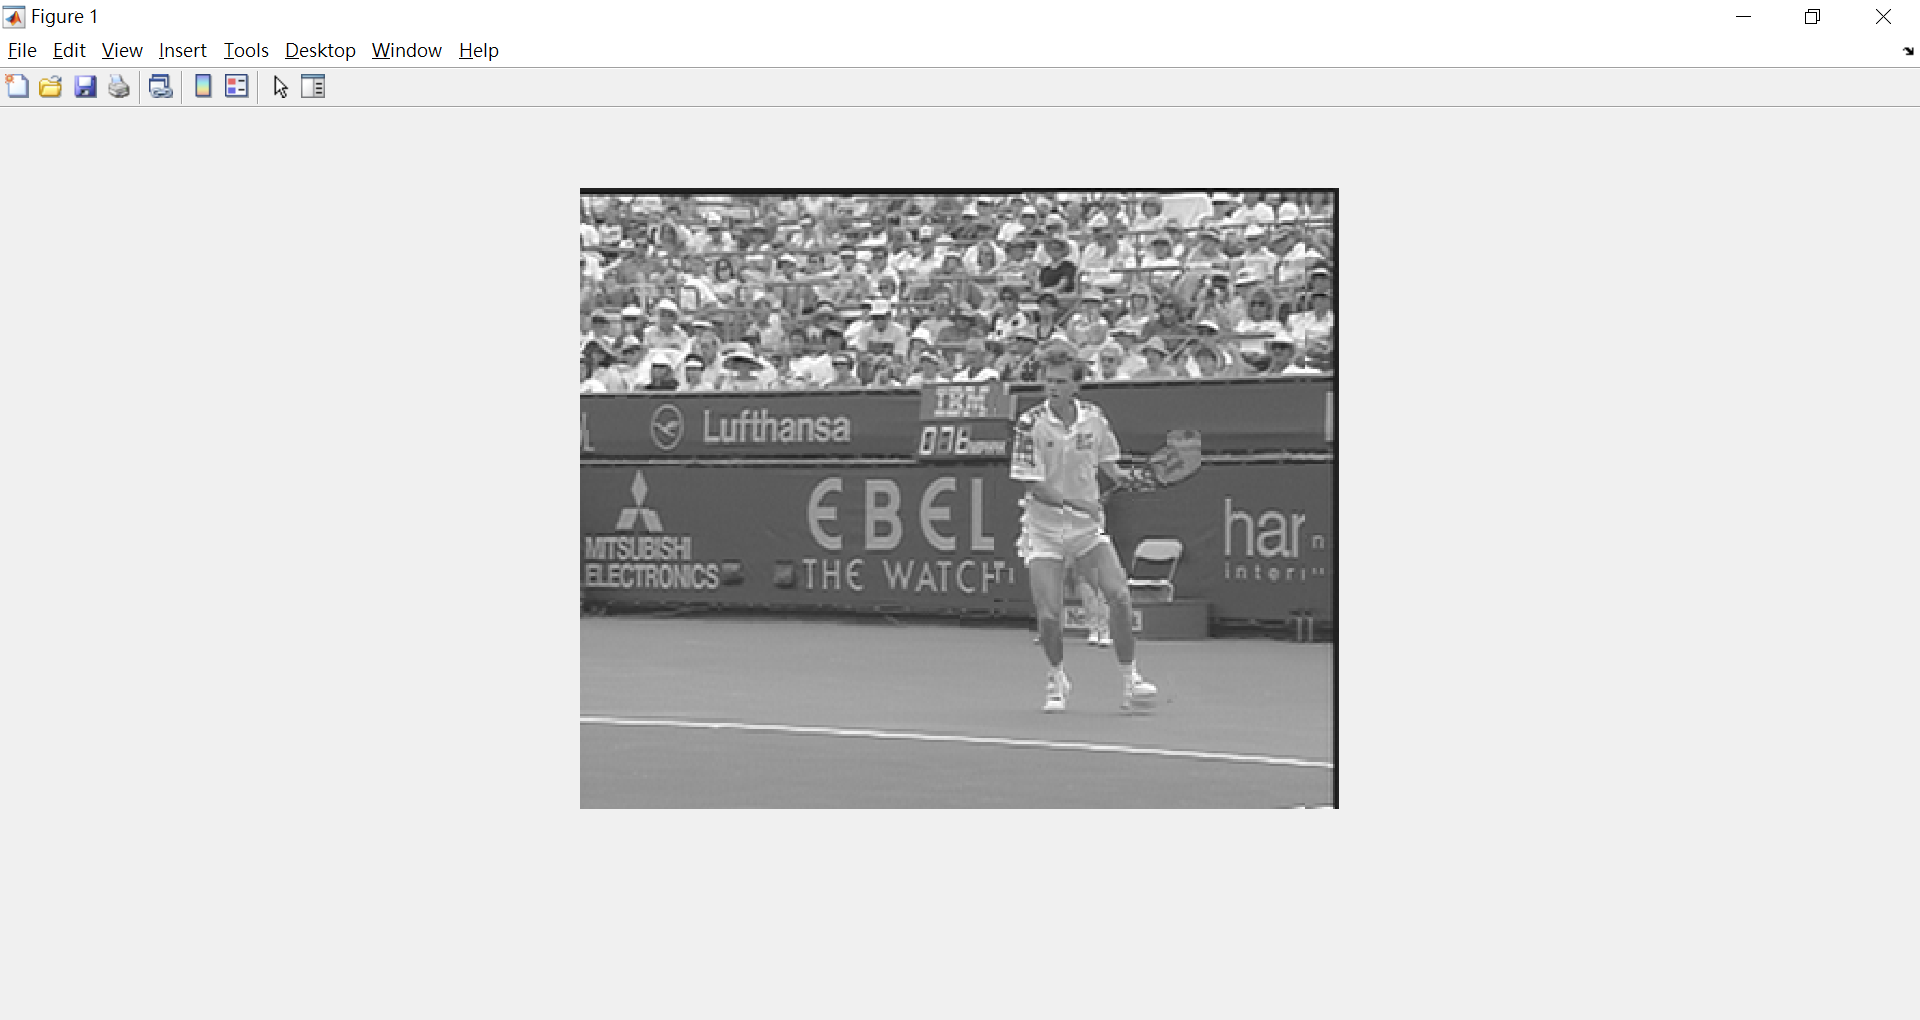 Figure 1
File Edit View Insert Tools Desktop Window Help
Lufthansa
IBM
EBEL
THE WATCH
MITSUBISHI
ELECTRONICS
har